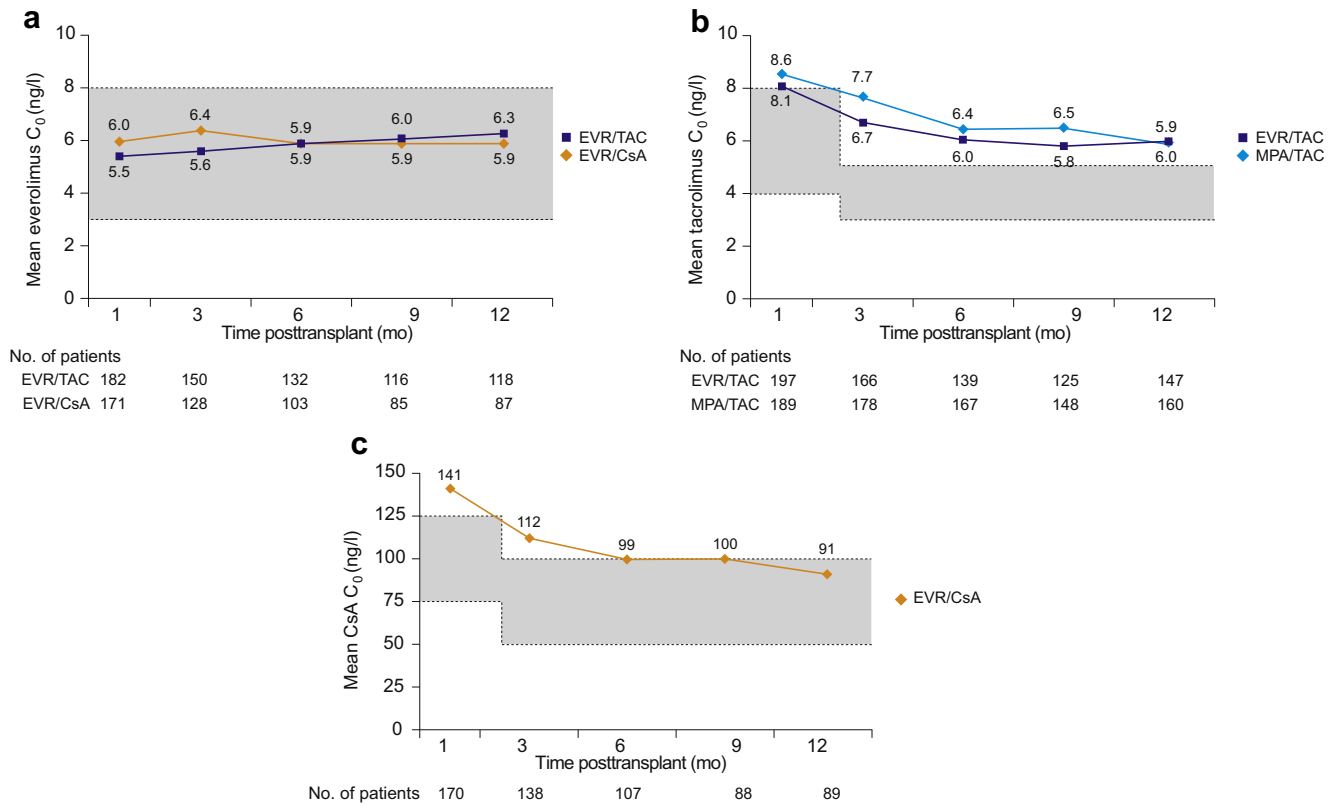 a
Mean everolimus C0 (ng/l)
10
8
6
4
2
0
6.0
6.4
5.9
6.0
6.3
5.5
5.6
5.9
5.9
5.9
EVR/TAC
EVR/CsA
1 3 6 9 12
Time posttransplant (mo)
No. of patients
EVR/TAC 182 150 132 116 118
EVR/CsA 171 128 103 85 87
b
Mean tacrolimus C0 (ng/l)
10
8
6
4
2
0
8.6
7.7
6.4
6.5
5.9
8.1
6.7
6.0
5.8
6.0
EVR/TAC
MPA/TAC
1 3 6 9 12
Time posttransplant (mo)
No. of patients
EVR/TAC 197 166 139 125 147
MPA/TAC 189 178 167 148 160
c
Mean CsA C0 (ng/l)
150
125
100
75
50
25
0
141
112
99
100
91
EVR/CsA
1 3 6 9 12
Time posttransplant (mo)
No. of patients 170 138 107 88 89